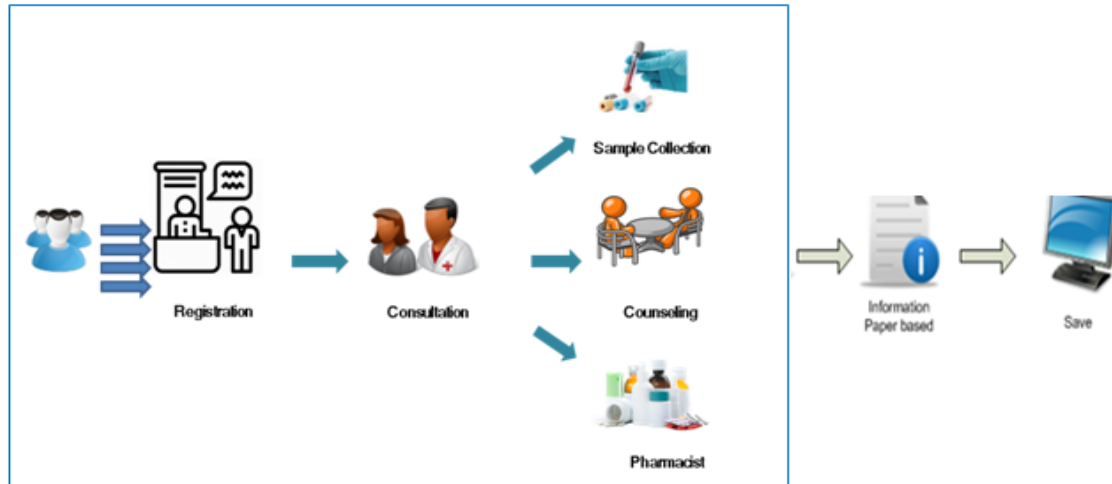 Sample Collection
Registration
Consultation
Counseling
Information
Paper based
Save
Pharmacist